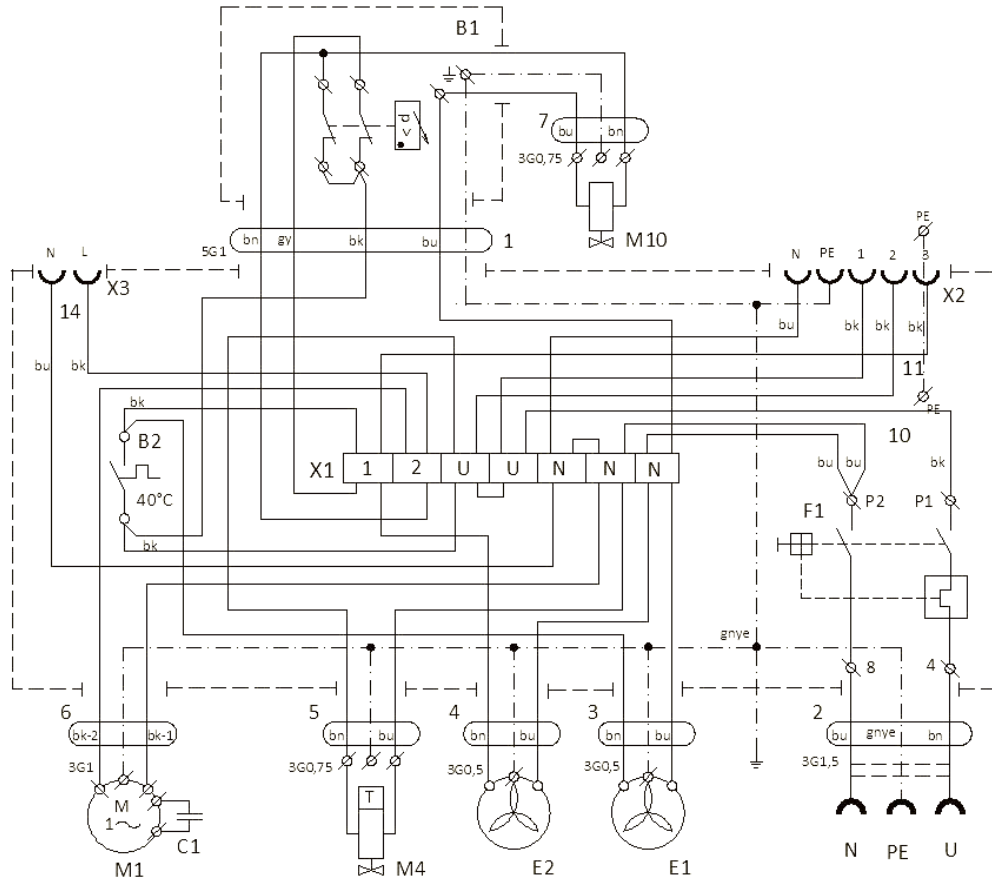 B1
P >
7
bu bn
3G0,75
M10
5G1
bn gy bk bu
1
N L
X3
14
bu bk
N PE 1 2 3
PE
X2
bu bk bk bk
11
PE
10
bk
B2
40°C
bk
X1 1 2 U U N N N
bu bu bk
P2 P1
F1
gnye
8 4
6
bk-2 bk-1
3G1
M
1~
C1
M1
5
bn bu
3G0,75
T
M4
4
bn bu
3G0,5
E2
3
bn bu
3G0,5
E1
2
bu gnye bn
3G1,5
N PE U